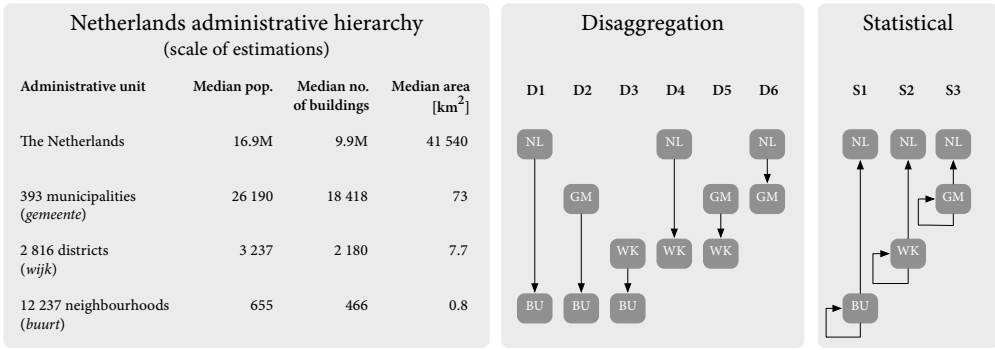 Netherlands administrative hierarchy
(scale of estimations)
Administrative unit Median pop. Median no. of buildings Median area [km²]
The Netherlands 16.9M 9.9M 41 540
393 municipalities 26 190 18 418 73
(gemeente)
2 816 districts 3 237 2 180 7.7
(wijk)
12 237 neighbourhoods 655 466 0.8
(buurt)
Disaggregation
D1 D2 D3 D4 D5 D6
NL NL NL
GM GM GM
WK WK WK
BU BU BU
Statistical
S1 S2 S3
NL NL NL
GM
WK
BU